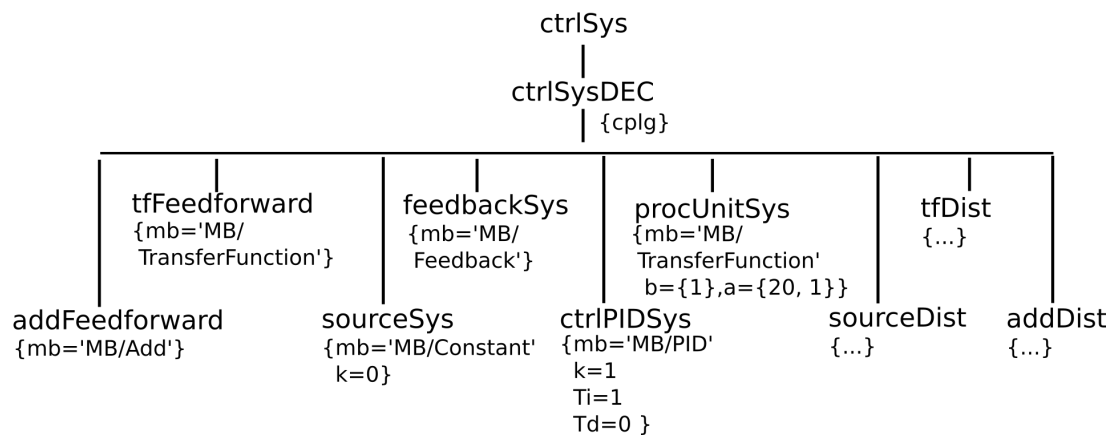 ctrlSys
ctrlSysDEC
{cplg}
tfFeedforward
{mb='MB/
TransferFunction'}
feedbackSys
{mb='MB/
Feedback'}
procUnitSys
{mb='MB/
TransferFunction'
b={1},a={20, 1}}
tfDist
{...}
addFeedforward
{mb='MB/Add'}
sourceSys
{mb='MB/Constant'
k=0}
ctrlPIDSys
{mb='MB/PID'
k=1
Ti=1
Td=0 }
sourceDist
{...}
addDist
{...}